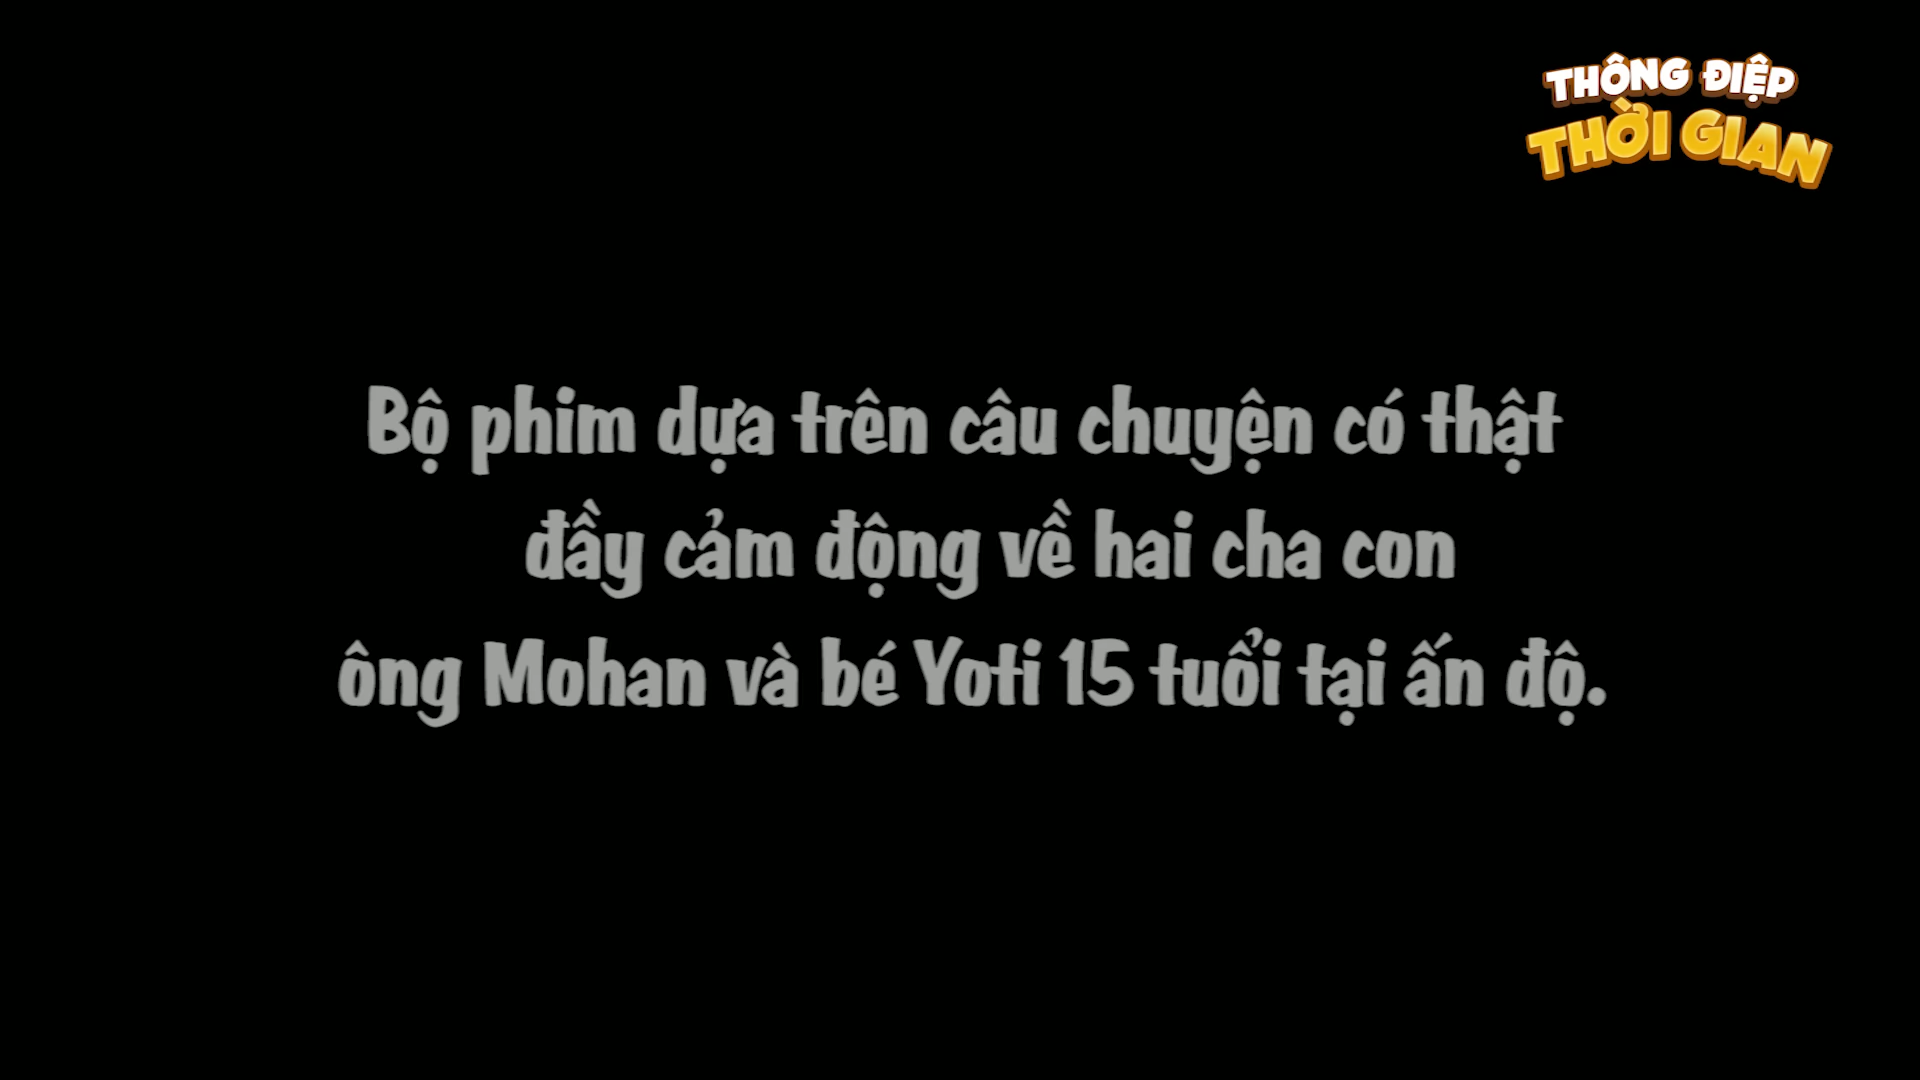 THÔNG ĐIỆP
THỜI GIAN
Bộ phim dựa trên câu chuyện có thật
đầy cảm động về hai cha con
ông Mohan và bé Yoti 15 tuổi tại ấn độ.